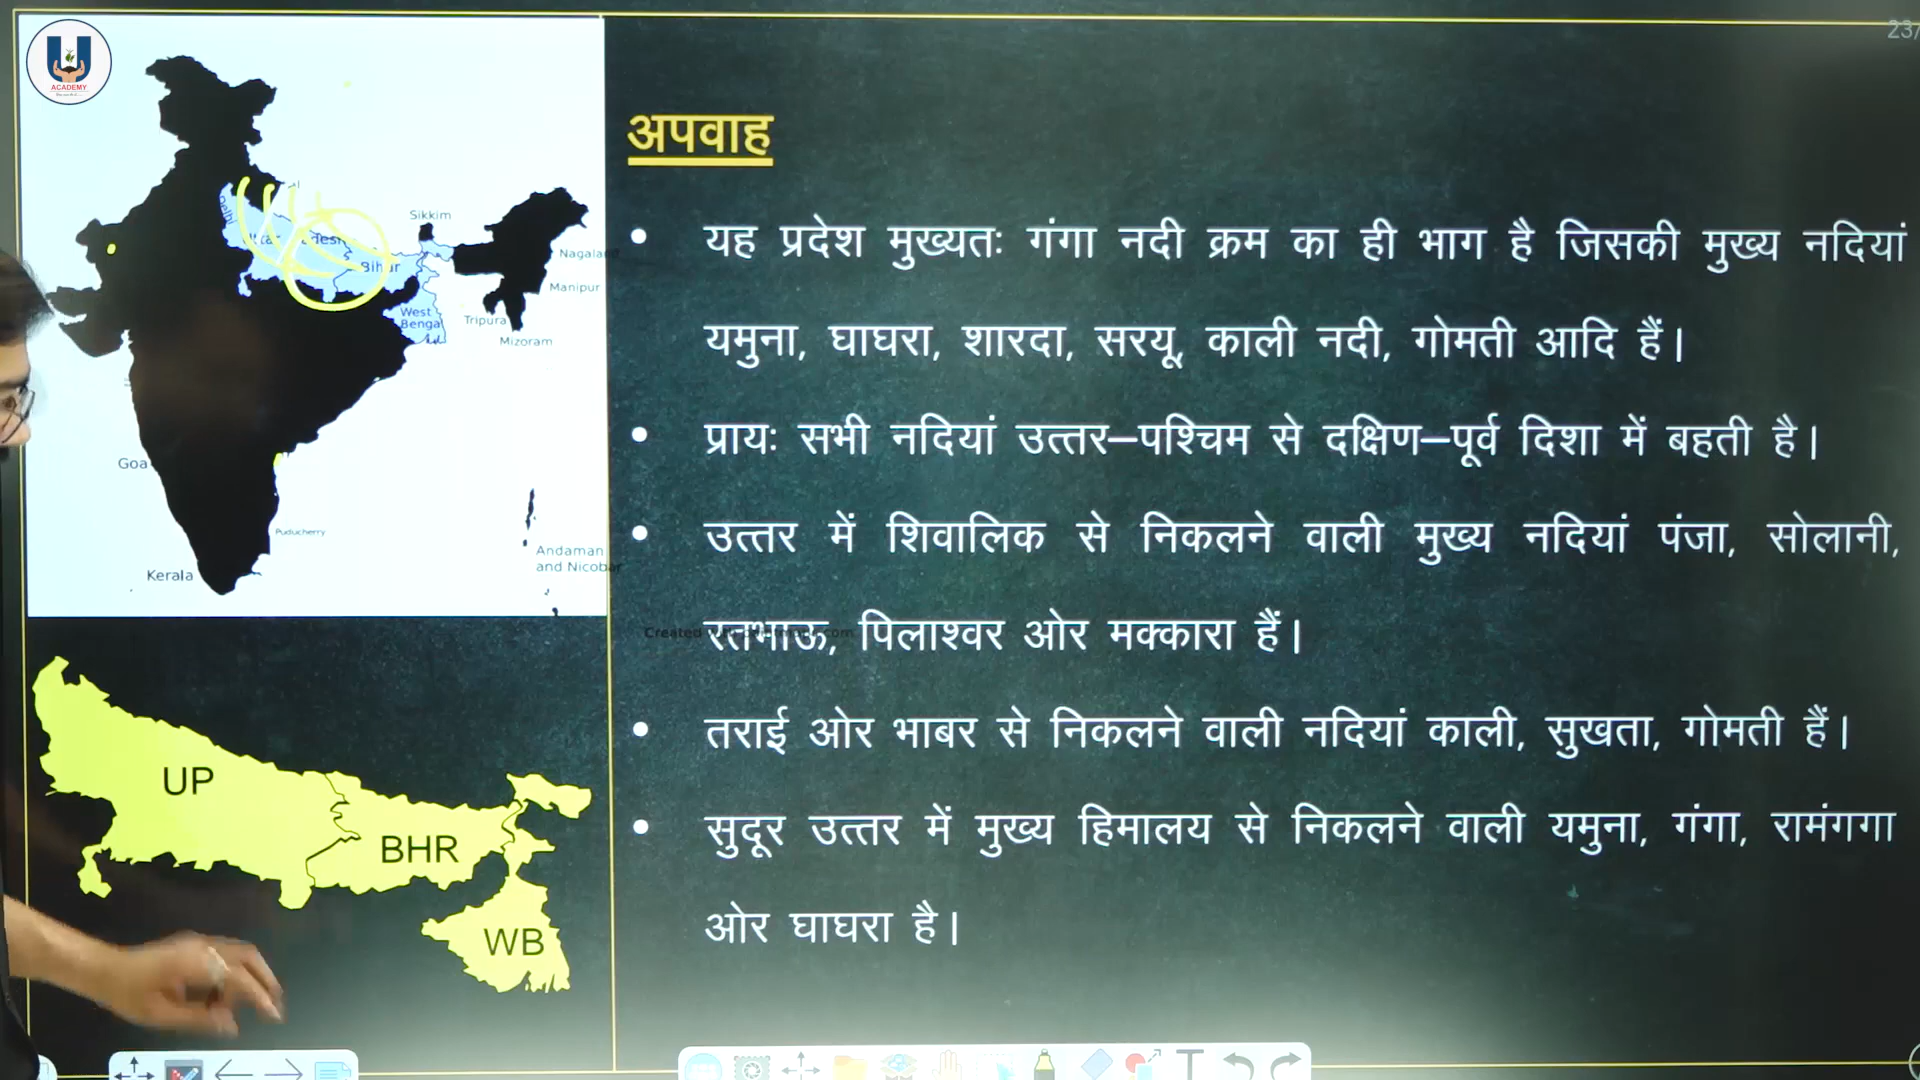 U
ACADEMY
अपवाह
Sikkim
Nagaland
Bihar
Manipur
West
Bengal
Tripura
Mizoram
Goa
Puducherry
Andaman
and Nicobar
Kerala
• यह प्रदेश मुख्यतः गंगा नदी क्रम का ही भाग है जिसकी मुख्य नदियां
यमुना, घाघरा, शारदा, सरयू, काली नदी, गोमती आदि हैं।
• प्रायः सभी नदियां उत्तर–पश्चिम से दक्षिण–पूर्व दिशा में बहती है।
• उत्तर में शिवालिक से निकलने वाली मुख्य नदियां पंजा, सोलानी,
रतमाऊ, पिलाश्वर ओर मक्कारा हैं।
• तराई ओर भाबर से निकलने वाली नदियां काली, सुखता, गोमती हैं।
• सुदूर उत्तर में मुख्य हिमालय से निकलने वाली यमुना, गंगा, रामंगगा
ओर घाघरा है।
UP
BHR
WB